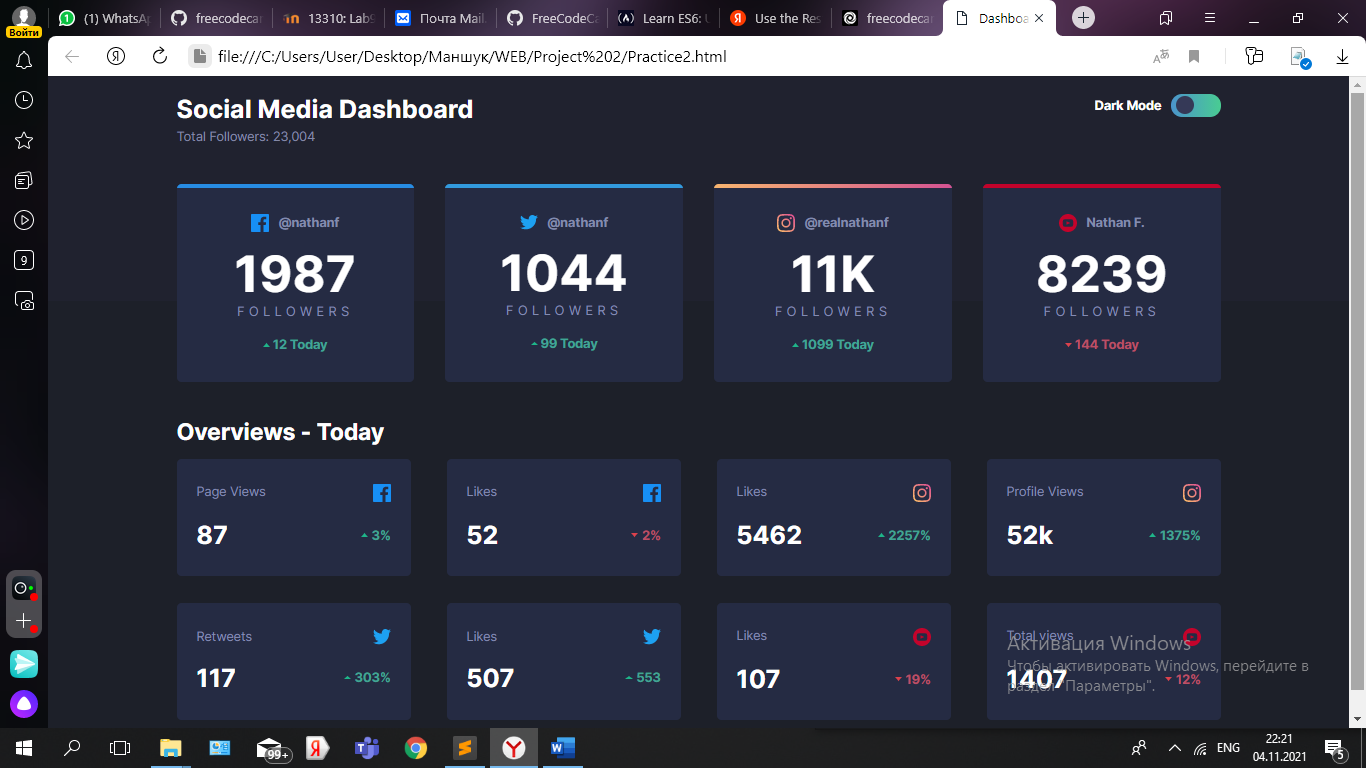 Войти
(1) WhatsAp
freecodecar
13310: Lab9
Почта Mail.
FreeCodeCa
Learn ES6: U
Use the Res
freecodecar
Dashboa
file:///C:/Users/User/Desktop/Маншук/WEB/Project%202/Practice2.html
9
Social Media Dashboard
Dark Mode
Total Followers: 23,004
@nathanf
@nathanf
@realnathanf
Nathan F.
1987
1044
11K
8239
FOLLOWERS
FOLLOWERS
FOLLOWERS
FOLLOWERS
12 Today
99 Today
1099 Today
144 Today
Overviews - Today
Page Views
Likes
Likes
Profile Views
87
3%
52
2%
5462
2257%
52k
1375%
Retweets
Likes
Likes
Total views
117
303%
507
553
107
19%
1407
12%
Активация Windows
Чтобы активировать Windows, перейдите в
раздел "Параметры".
99+
ENG
22:21
04.11.2021
5